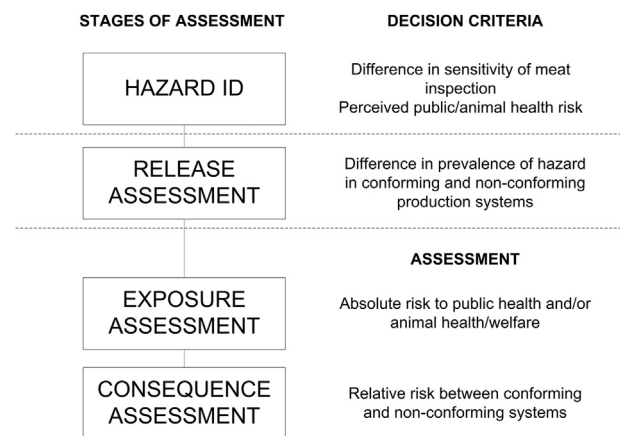 STAGES OF ASSESSMENT
DECISION CRITERIA
HAZARD ID
Difference in sensitivity of meat
inspection
Perceived public/animal health risk
RELEASE
ASSESSMENT
Difference in prevalence of hazard
in conforming and non-conforming
production systems
ASSESSMENT
EXPOSURE
ASSESSMENT
Absolute risk to public health and/or
animal health/welfare
CONSEQUENCE
ASSESSMENT
Relative risk between conforming
and non-conforming systems